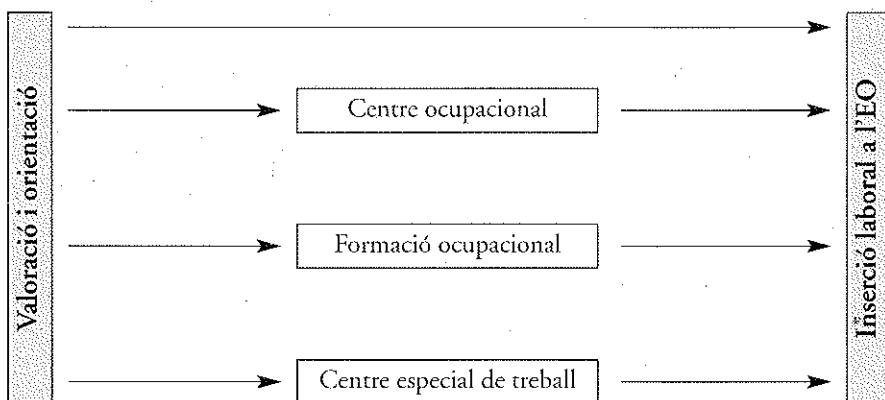 Valoració i orientació
Centre ocupacional
Formació ocupacional
Centre especial de treball
Inserció laboral a l'EO